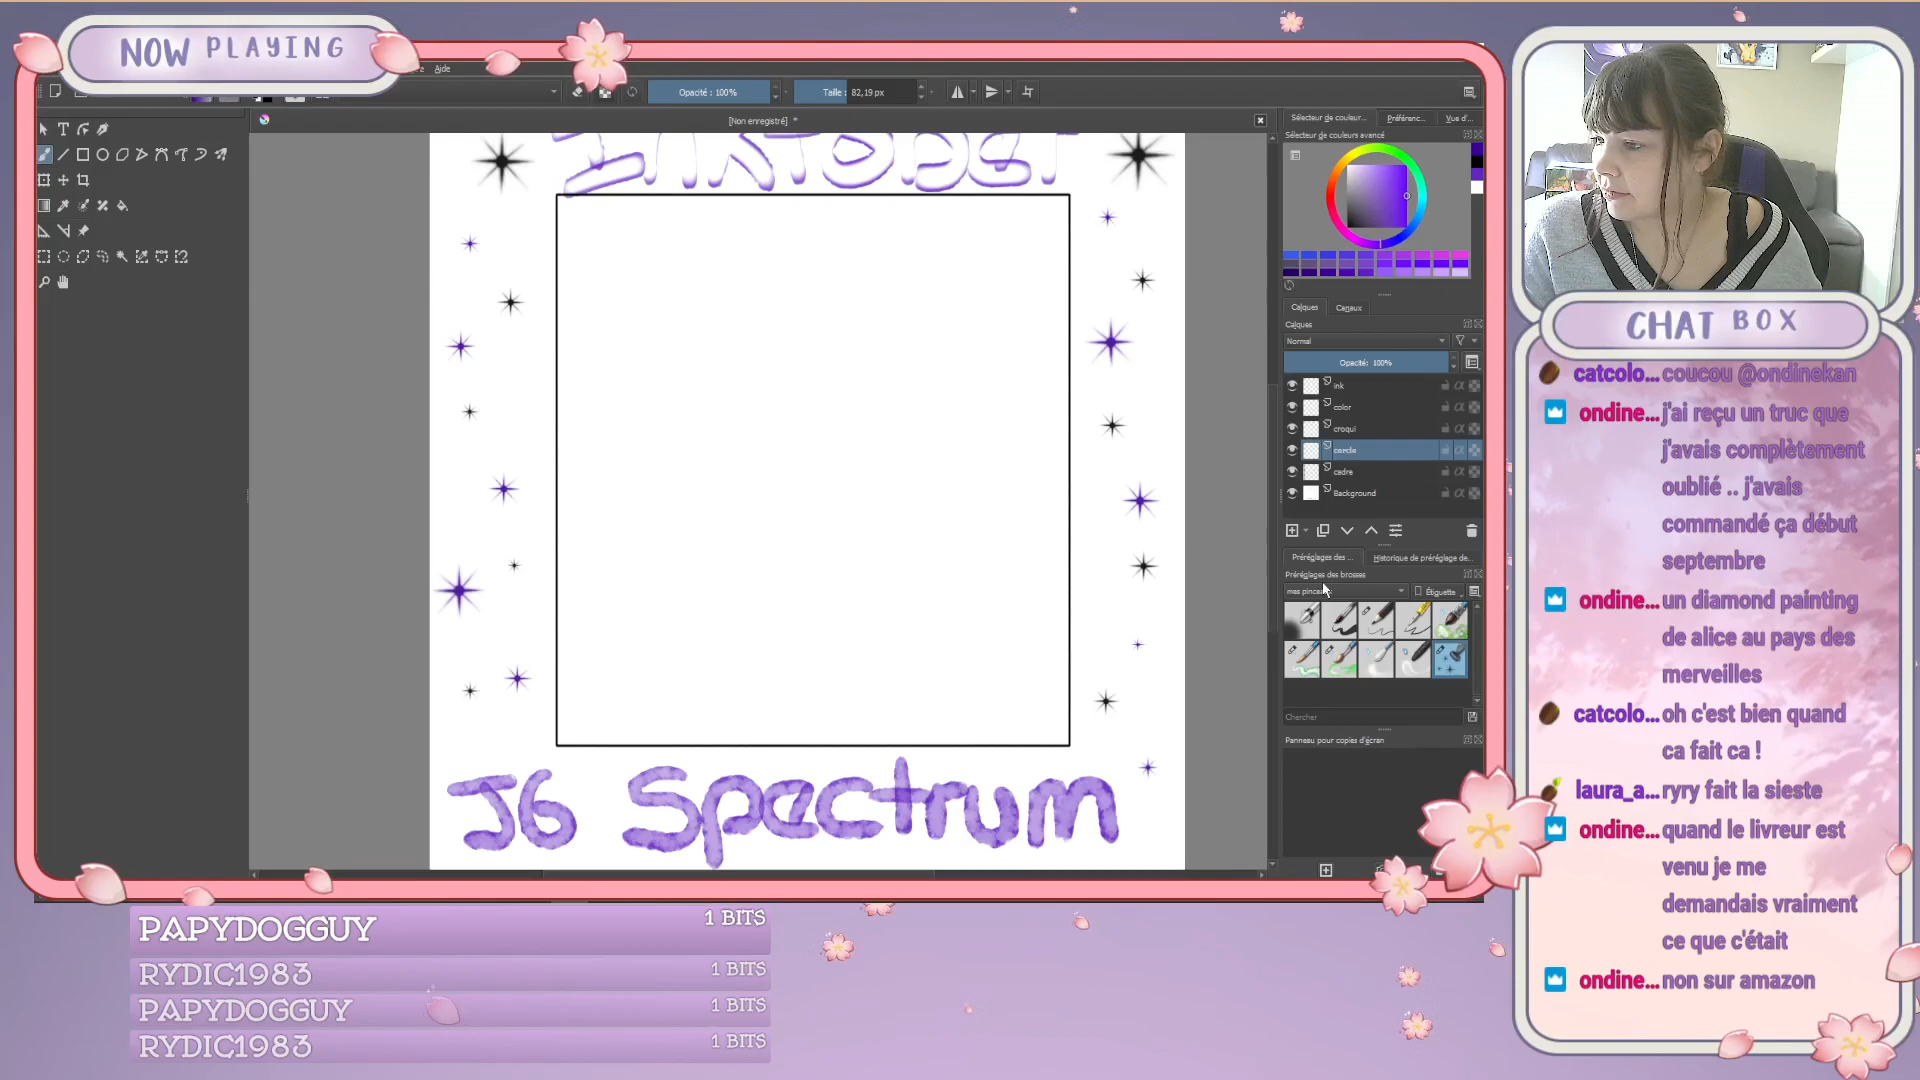 NOW PLAYING
Aide
Opacité : 100%
Taille : 82,19 px
[Non enregistré] *
Sélecteur de couleur...
Préférenc...
Vue d'...
Sélecteur de couleurs avancé
Inktober
Calques
Canaux
Calques
Normal
Opacité: 100%
ink
color
croqui
cercle
cadre
Background
Préréglages des ...
Historique de préréglage de...
Préréglages des brosses
Étiquette
Chercher
Panneau pour copies d'écran
J6 Spectrum
PAPYDOGGUY
1 BITS
RYDIC1983
1 BITS
PAPYDOGGUY
1 BITS
RYDIC1983
1 BITS
CHAT BOX
catcolo... coucou @ondinekan
ondine... j'ai reçu un truc que
j'avais complètement
oublié .. j'avais
commandé ça début
septembre
ondine... un diamond painting
de alice au pays des
merveilles
catcolo... oh c'est bien quand
ca fait ca !
laura_a... ryry fait la sieste
ondine... quand le livreur est
venu je me
demandais vraiment
ce que c'était
ondine... non sur amazon